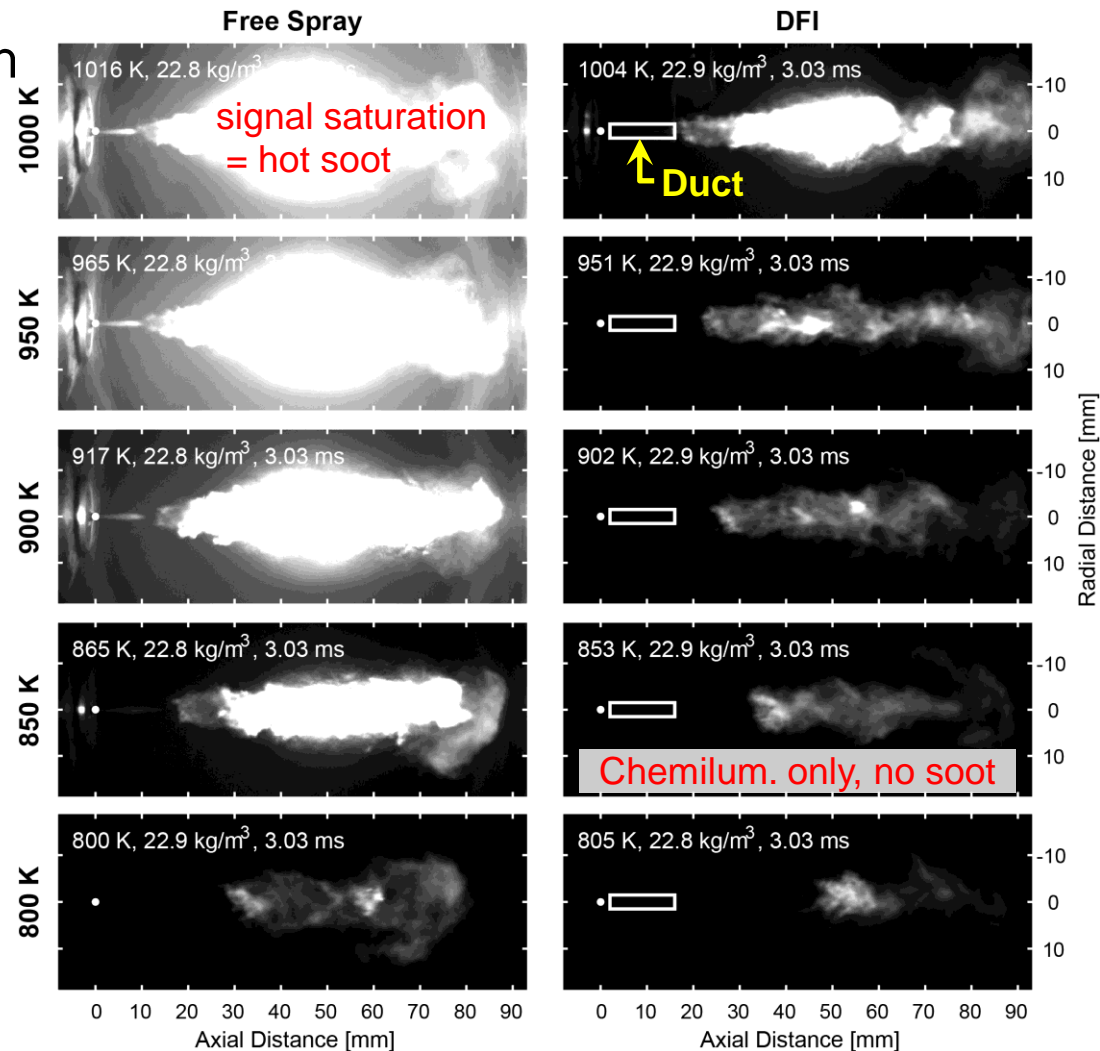 n
Free Spray
DFI
1000 K
1016 K, 22.8 kg/m³
ms
signal saturation
= hot soot
1004 K, 22.9 kg/m³, 3.03 ms
Duct
-10
0
10
950 K
965 K, 22.8 kg/m³
951 K, 22.9 kg/m³, 3.03 ms
-10
0
10
900 K
917 K, 22.8 kg/m³, 3.03 ms
902 K, 22.9 kg/m³, 3.03 ms
-10
0
10
Radial Distance [mm]
850 K
865 K, 22.8 kg/m³, 3.03 ms
853 K, 22.9 kg/m³, 3.03 ms
-10
0
10
Chemilum. only, no soot
800 K
800 K, 22.9 kg/m³, 3.03 ms
805 K, 22.8 kg/m³, 3.03 ms
-10
0
10
0 10 20 30 40 50 60 70 80 90
0 10 20 30 40 50 60 70 80 90
Axial Distance [mm]
Axial Distance [mm]